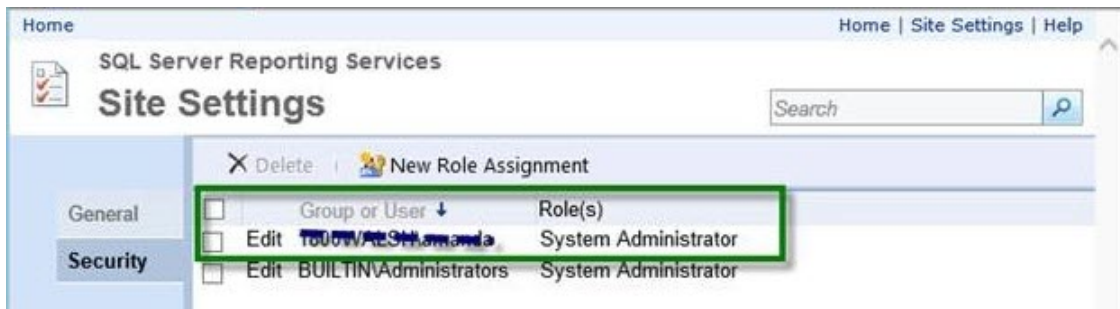 Home
Home | Site Settings | Help
SQL Server Reporting Services
Site Settings
Search
Delete | New Role Assignment
General
Security
Group or User Role(s)
Edit System Administrator
Edit BUILTIN\Administrators System Administrator